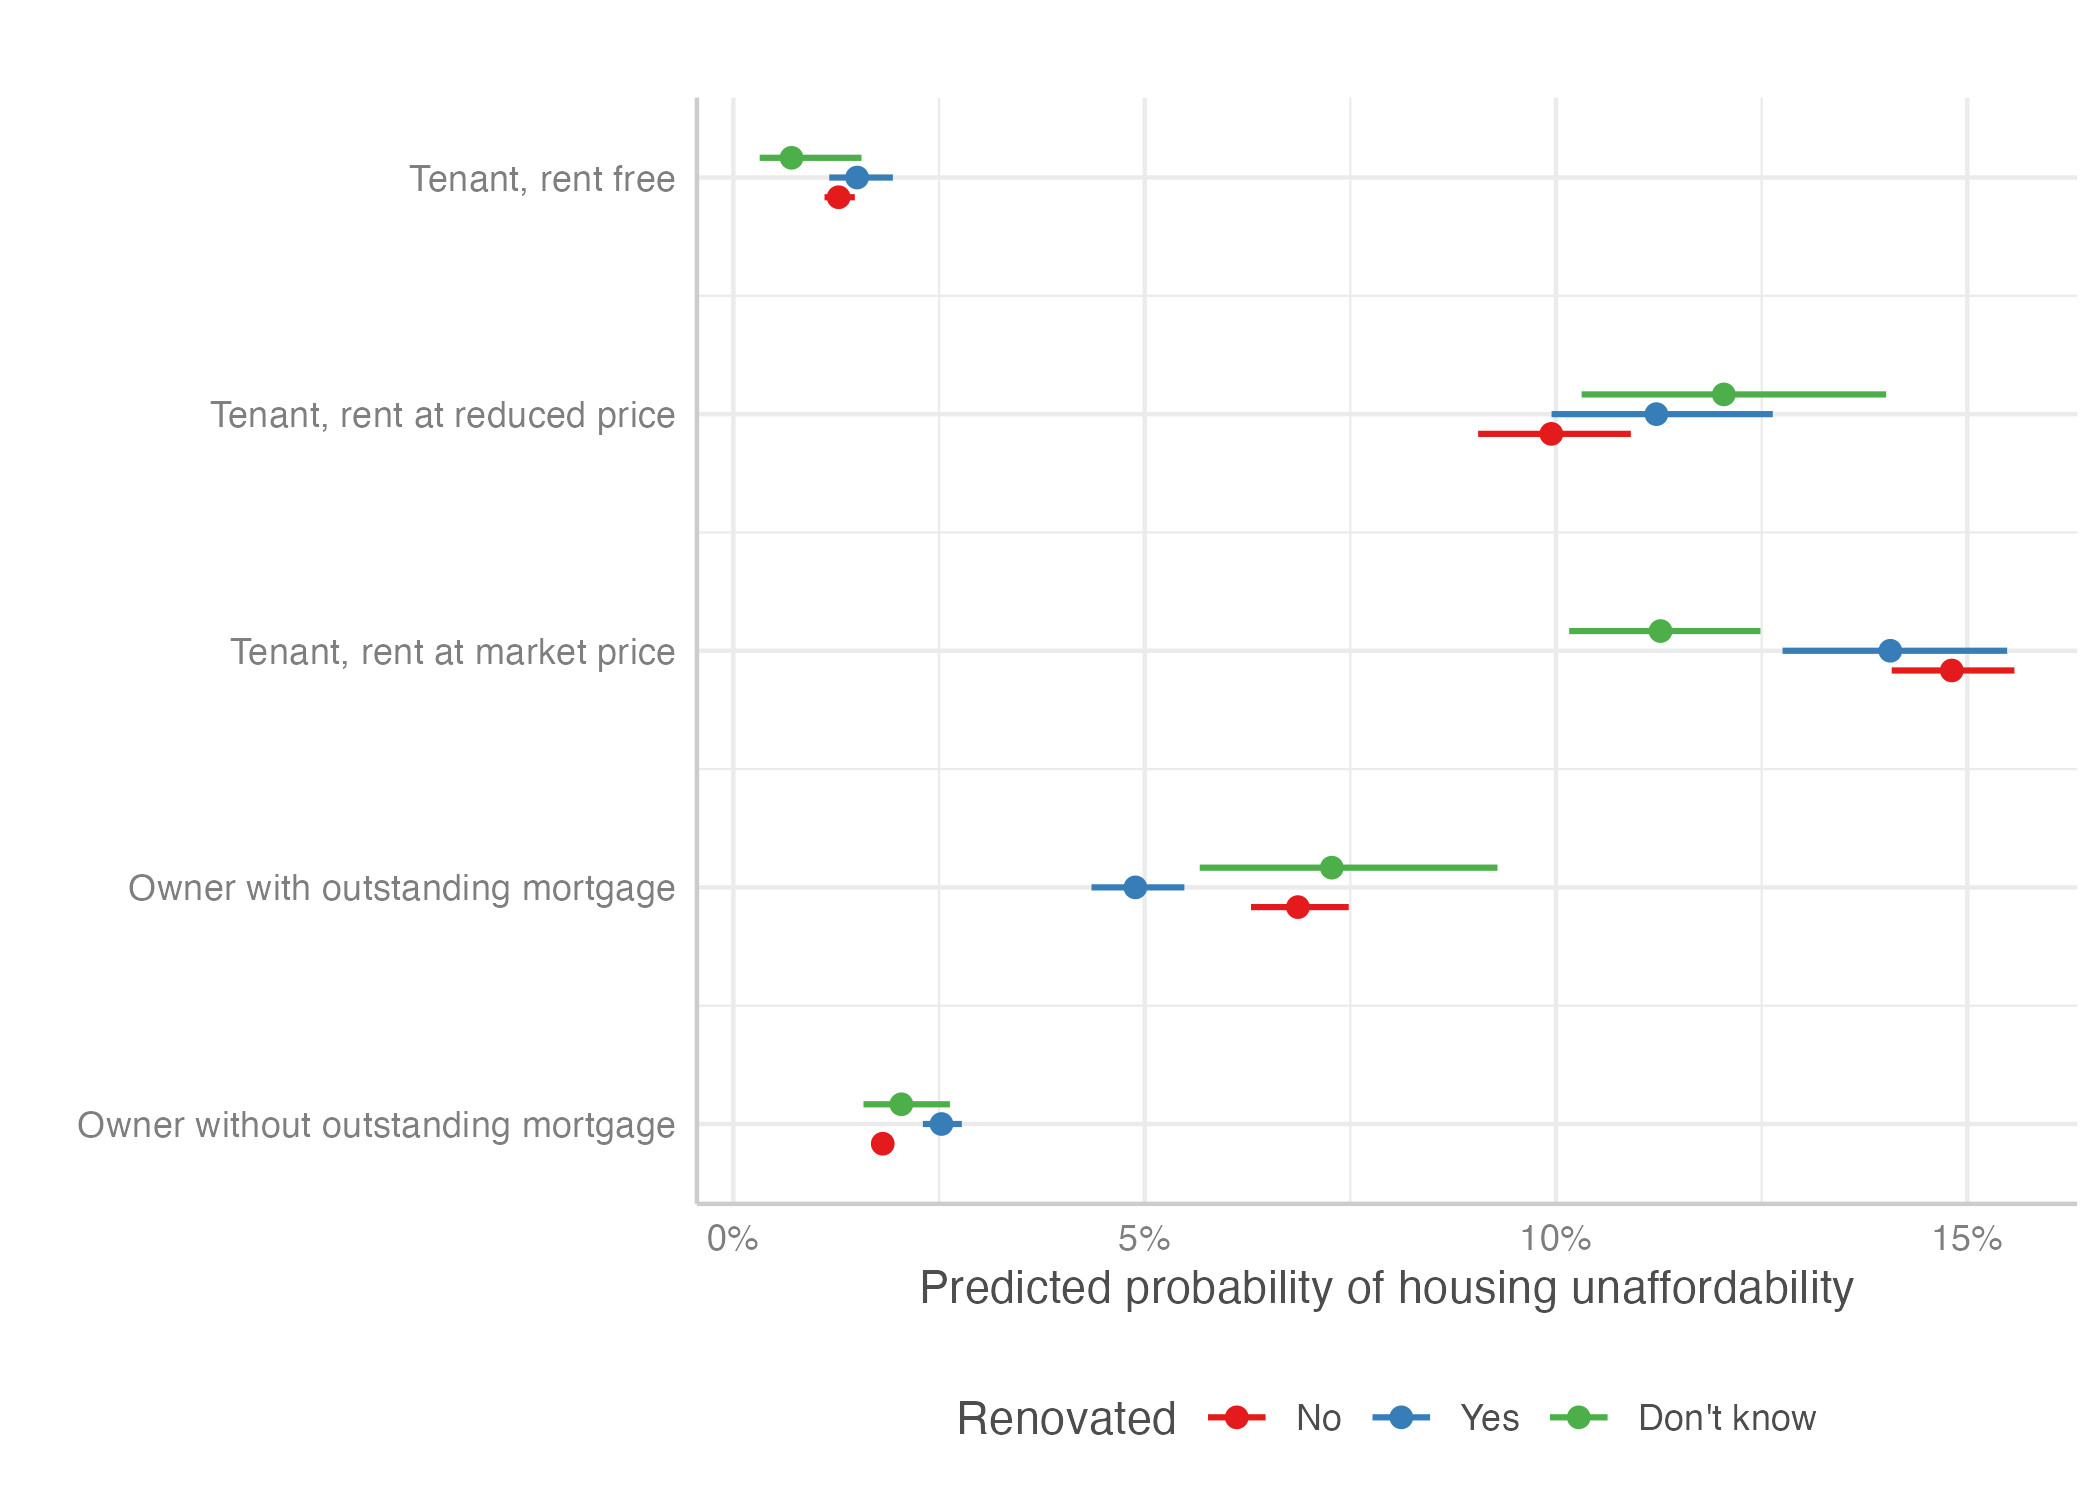 Tenant, rent free
Tenant, rent at reduced price
Tenant, rent at market price
Owner with outstanding mortgage
Owner without outstanding mortgage
0% 5% 10% 15%
Predicted probability of housing unaffordability
Renovated No Yes Don't know